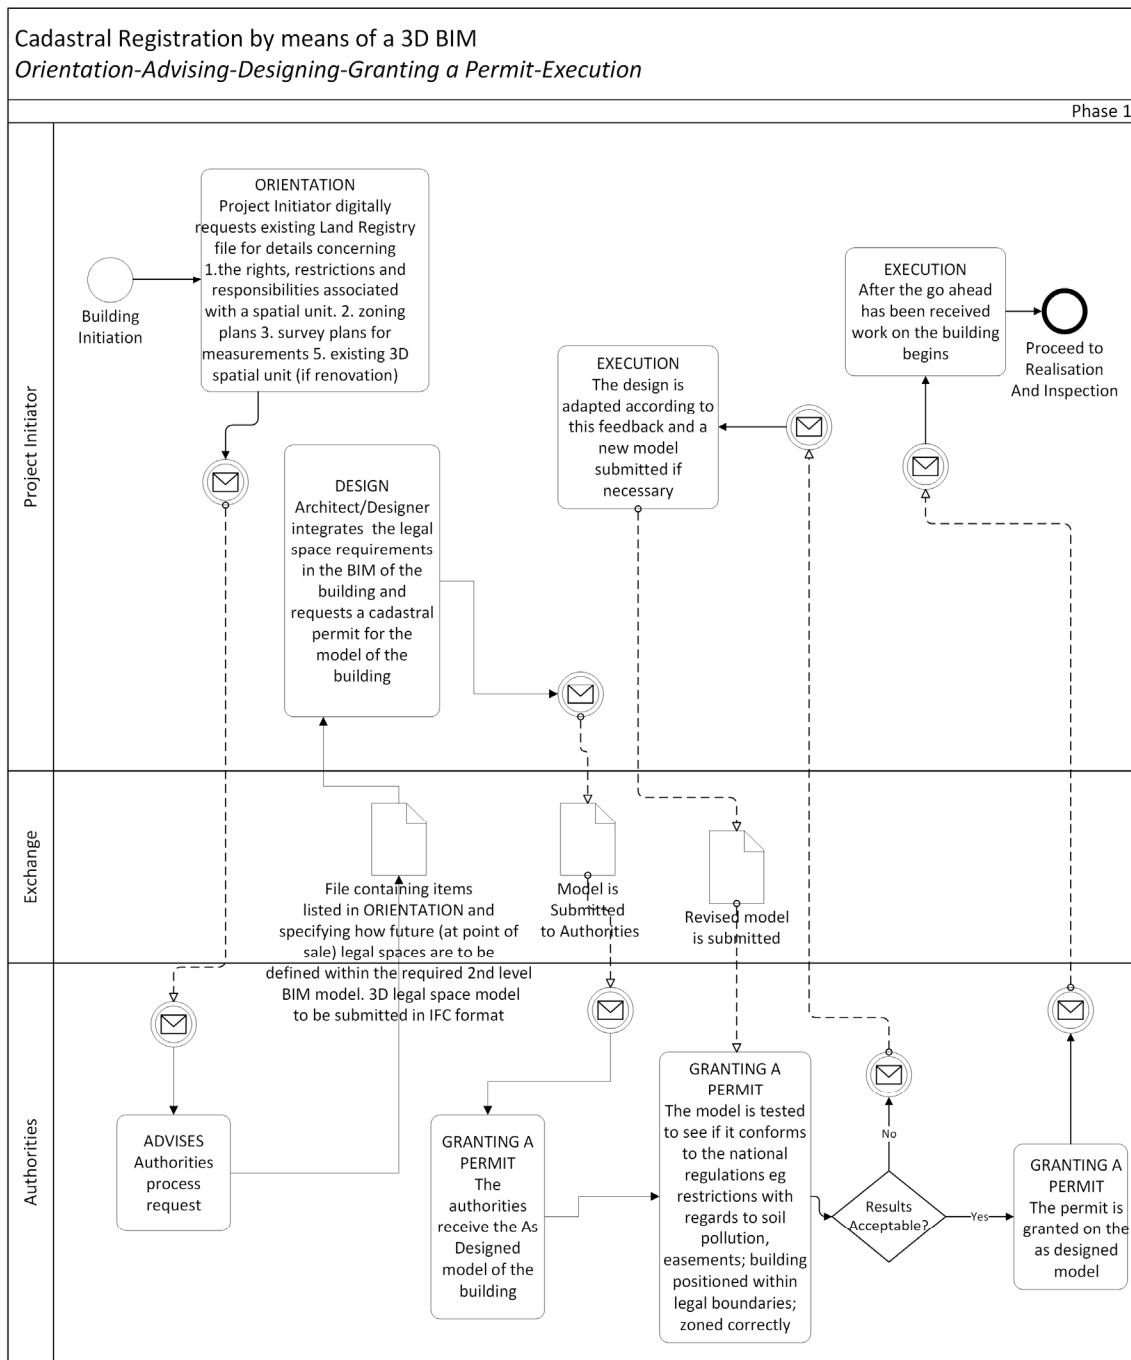 Cadastral Registration by means of a 3D BIM
Orientation-Advising-Designing-Granting a Permit-Execution
Phase 1
Project Initiator
Building
Initiation
ORIENTATION
Project Initiator digitally
requests existing Land Registry
file for details concerning
1.the rights, restrictions and
responsibilities associated
with a spatial unit. 2. zoning
plans 3. survey plans for
measurements 5. existing 3D
spatial unit (if renovation)
DESIGN
Architect/Designer
integrates the legal
space requirements
in the BIM of the
building and
requests a cadastral
permit for the
model of the
building
EXECUTION
The design is
adapted according to
this feedback and a
new model
submitted if
necessary
EXECUTION
After the go ahead
has been received
work on the building
begins
Proceed to
Realisation
And Inspection
Exchange
File containing items
listed in ORIENTATION and
specifying how future (at point of
sale) legal spaces are to be
defined within the required 2nd level
BIM model. 3D legal space model
to be submitted in IFC format
Model is
Submitted
to Authorities
Revised model
is submitted
Authorities
ADVISES
Authorities
process
request
GRANTING A
PERMIT
The
authorities
receive the As
Designed
model of the
building
GRANTING A
PERMIT
The model is tested
to see if it conforms
to the national
regulations eg
restrictions with
regards to soil
pollution,
easements; building
positioned within
legal boundaries;
zoned correctly
No
Results
Acceptable?
Yes
GRANTING A
PERMIT
The permit is
granted on the
as designed
model